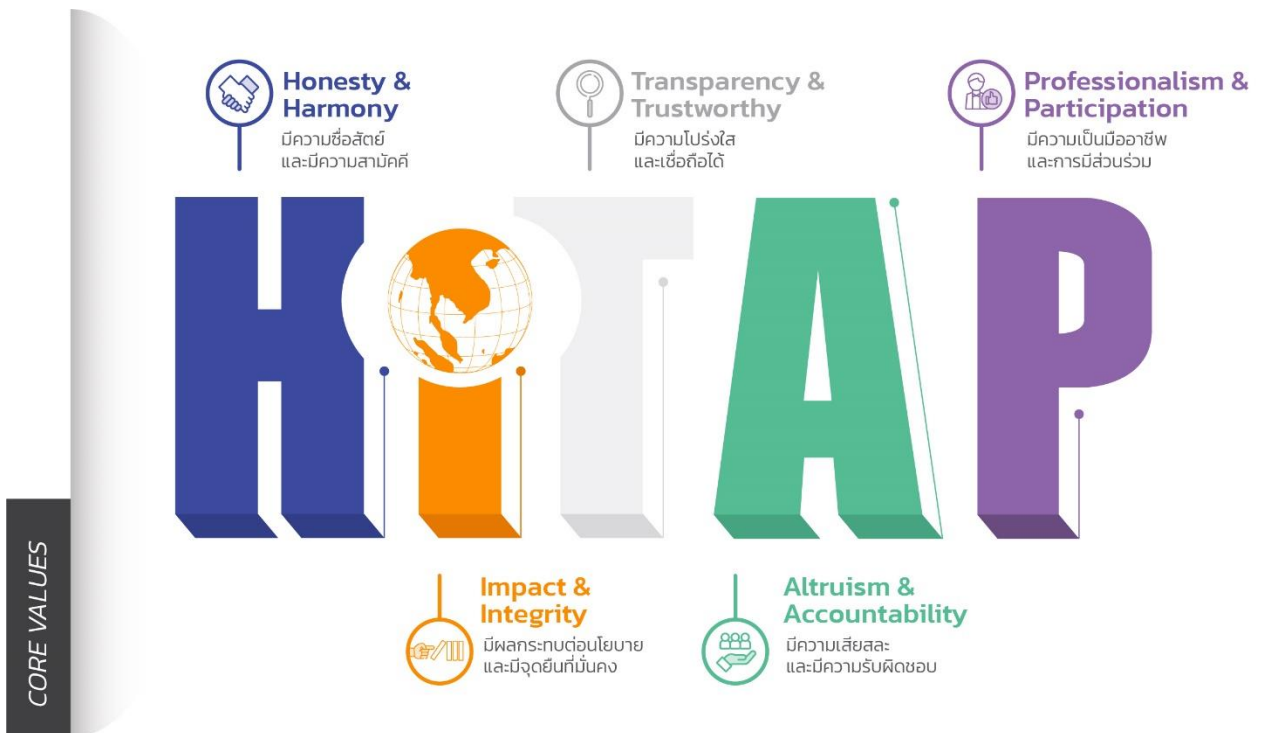 Honesty &
Harmony
มีความซื่อสัตย์
และมีความสามัคคี
Transparency &
Trustworthy
มีความโปร่งใส
และเชื่อถือได้
Professionalism &
Participation
มีความเป็นมืออาชีพ
และการมีส่วนร่วม
HiTAP
Impact &
Integrity
มีผลกระทบต่อนโยบาย
และมีจุดยืนที่มั่นคง
Altruism &
Accountability
มีความเสียสละ
และมีความรับผิดชอบ
CORE VALUES